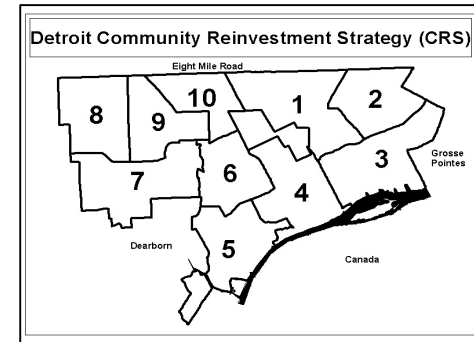 Detroit Community Reinvestment Strategy (CRS)
Eight Mile Road
10
1
2
8
9
3
Grosse
Pointes
6
7
4
Dearborn
5
Canada